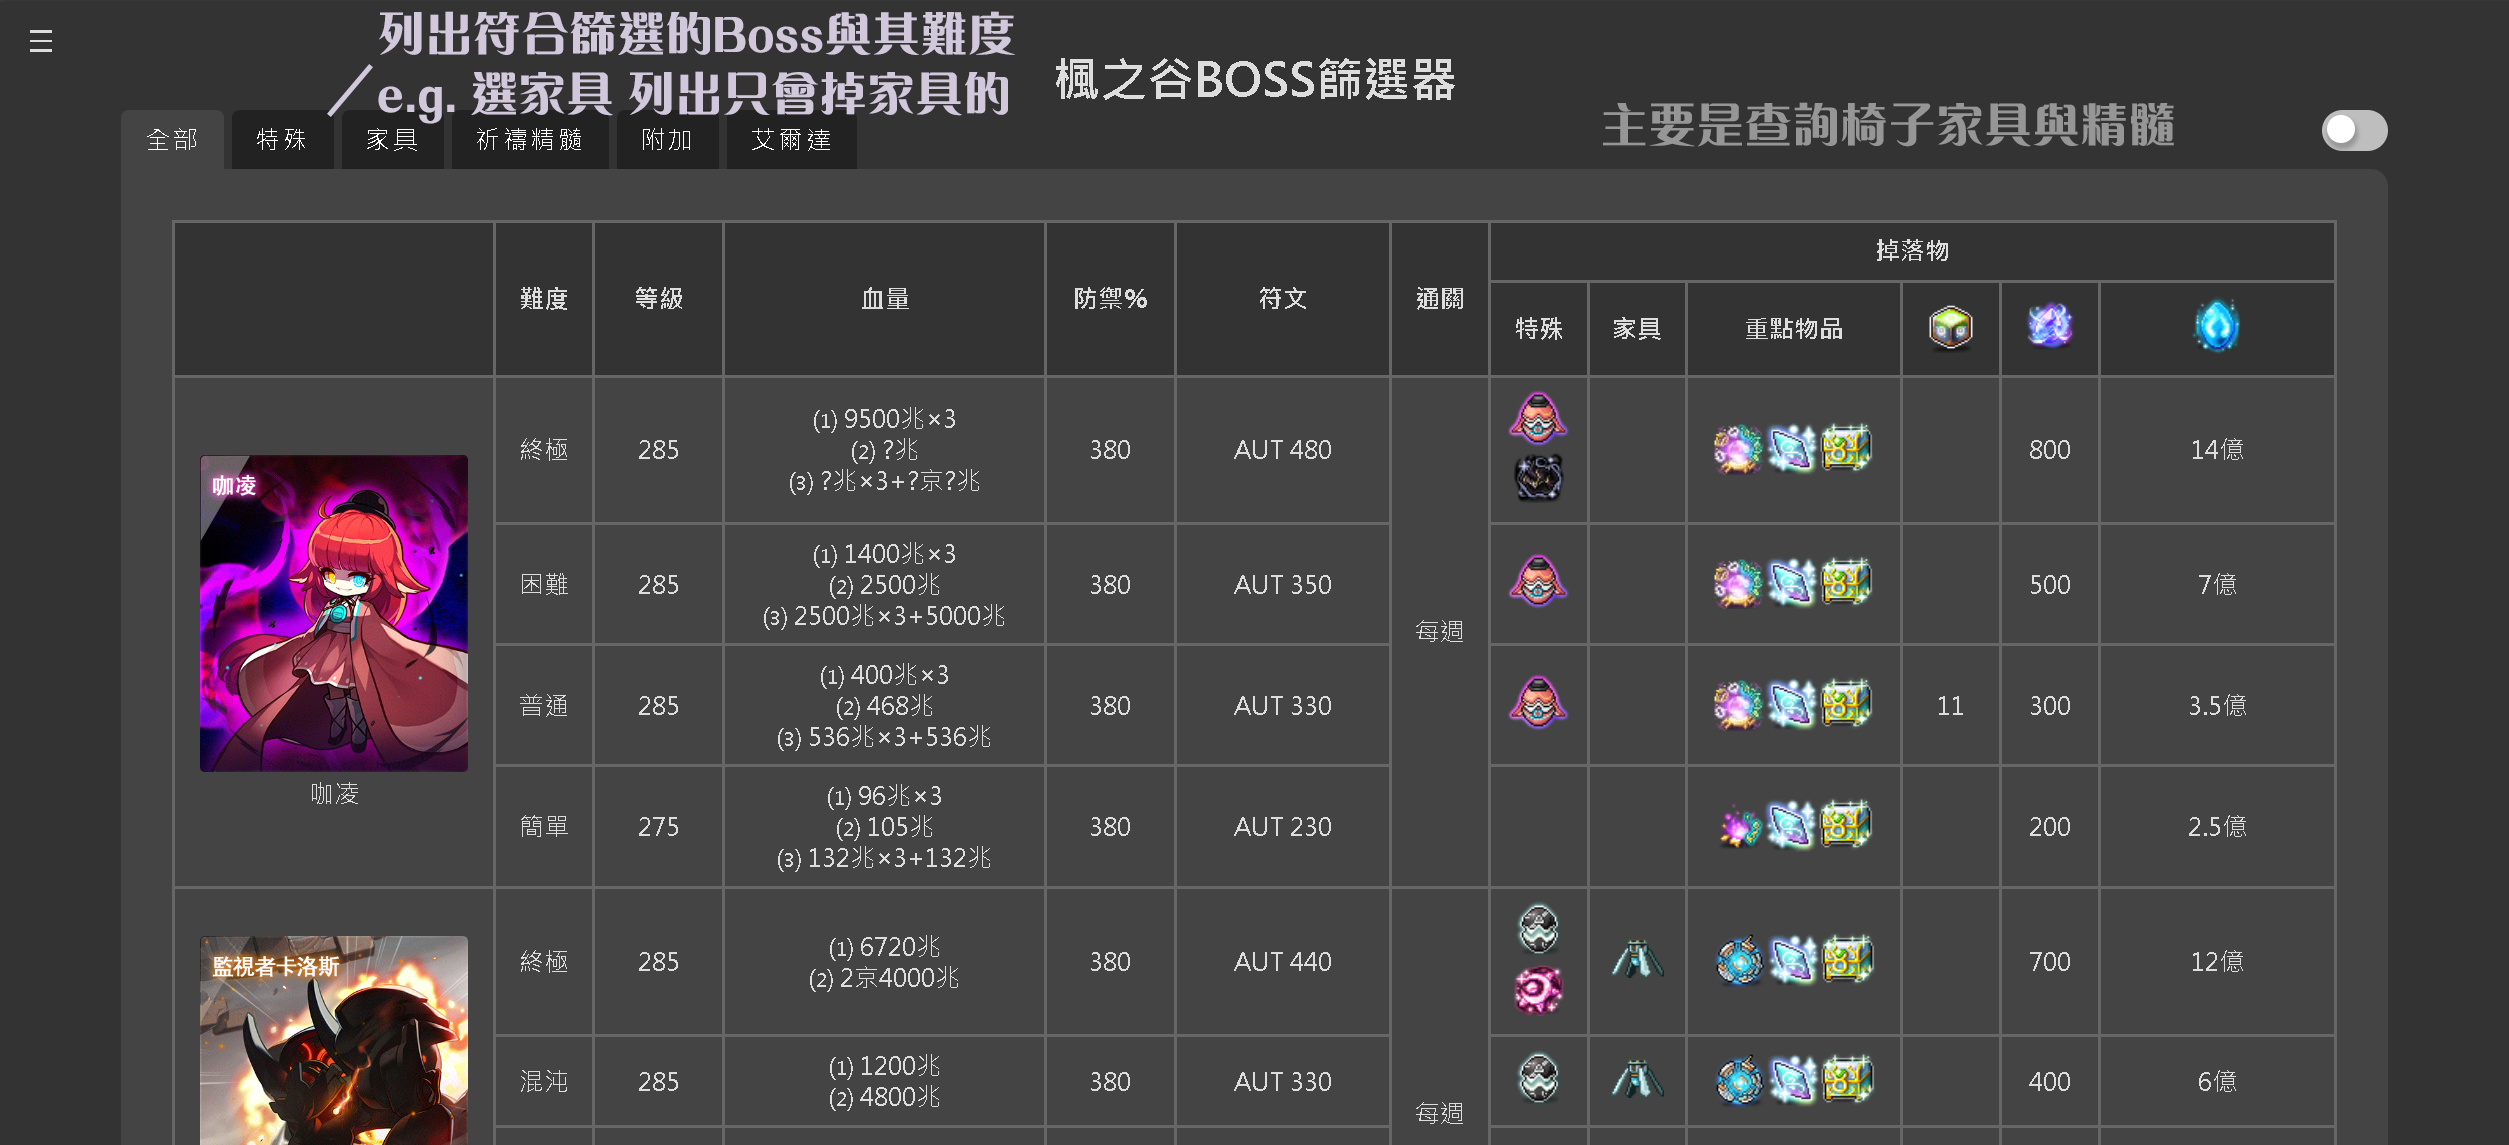 列出符合篩選的Boss與其難度
e.g. 選家具 列出只會掉家具的
楓之谷BOSS篩選器
主要是查詢椅子家具與精髓
全部 特殊 家具 祈禱精髓 附加 艾爾達
難度 等級 血量 防禦% 符文 通關 掉落物
特殊 家具 重點物品
咖凌
咖凌
終極 285 (1) 9500兆×3
(2) ?兆
(3) ?兆×3+?京?兆
380 AUT 480 800 14億
困難 285 (1) 1400兆×3
(2) 2500兆
(3) 2500兆×3+5000兆
380 AUT 350 500 7億
每週
普通 285 (1) 400兆×3
(2) 468兆
(3) 536兆×3+536兆
380 AUT 330 11 300 3.5億
簡單 275 (1) 96兆×3
(2) 105兆
(3) 132兆×3+132兆
380 AUT 230 200 2.5億
監視者卡洛斯
終極 285 (1) 6720兆
(2) 2京4000兆
380 AUT 440 700 12億
混沌 285 (1) 1200兆
(2) 4800兆
380 AUT 330 400 6億
每週